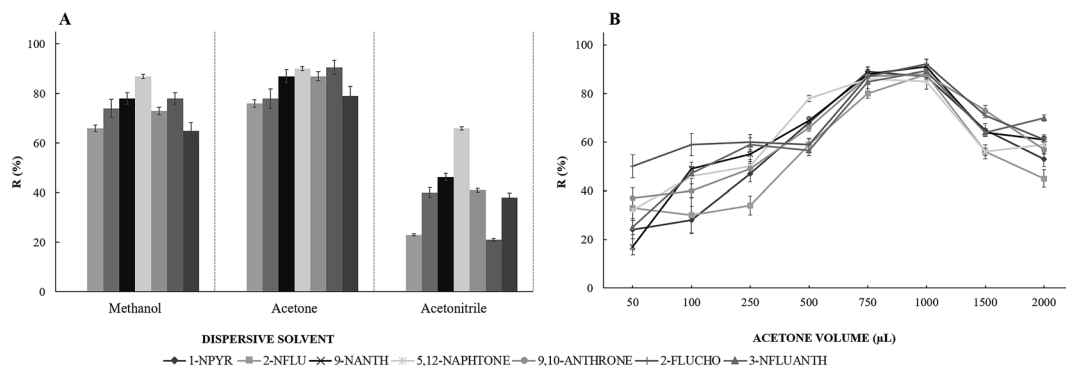 A
100
80
60
40
20
0
R (%)
Methanol
Acetone
Acetonitrile
DISPERSIVE SOLVENT
B
100
80
60
40
20
0
R (%)
50
100
250
500
750
1000
1500
2000
ACETONE VOLUME (µL)
1-NPYR 2-NFLU 9-NANTH 5,12-NAPHTONE 9,10-ANTHRONE 2-FLUCHO 3-NFLUANTH